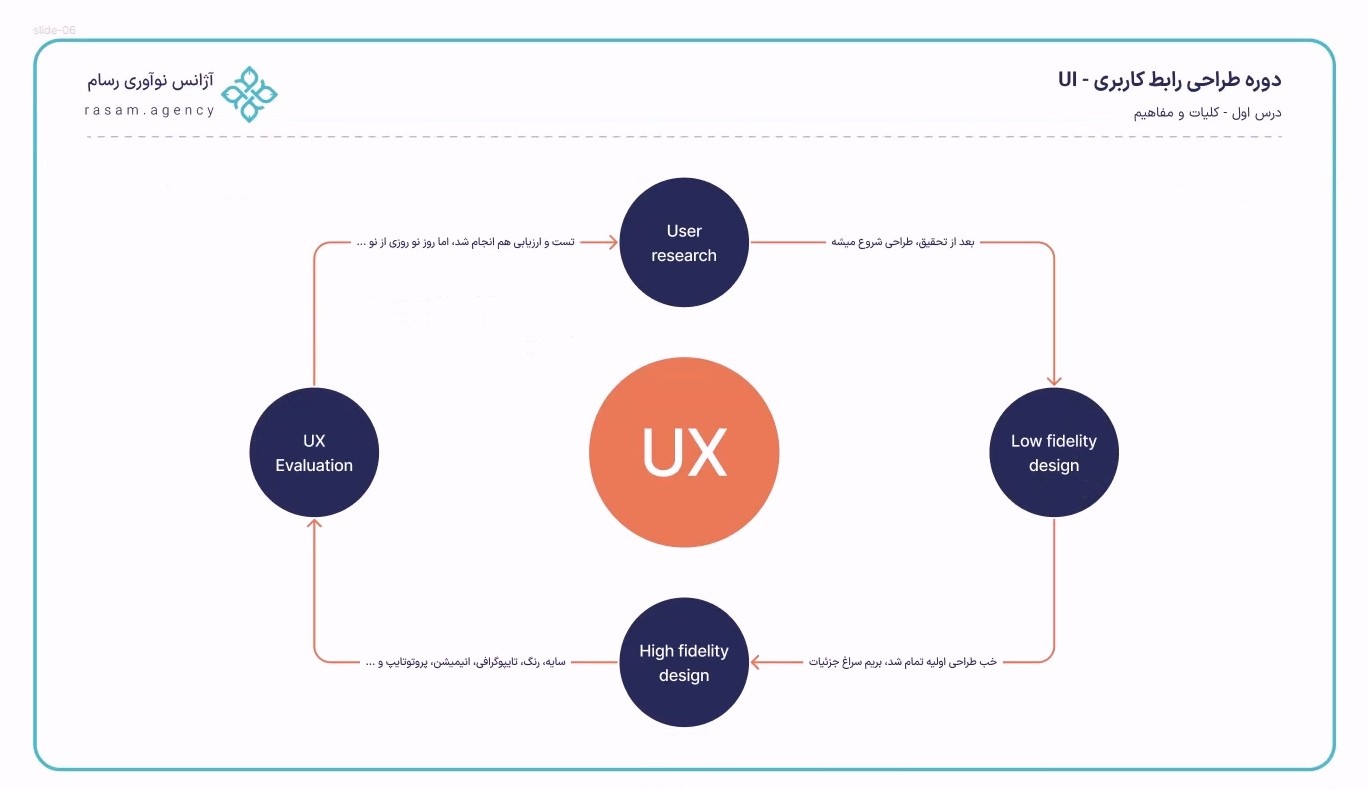 slide-06
دوره طراحی رابط کاربری - UI
درس اول - کلیات و مفاهیم
آژانس نوآوری رسام
rasam.agency
User
research
بعد از تحقیق، طراحی شروع میشه
Low fidelity
design
خب طراحی اولیه تمام شد، بریم سراغ جزئیات
High fidelity
design
سایه، رنگ، تایپوگرافی، انیمیشن، پروتوتایپ و ...
UX
Evaluation
تست و ارزیابی هم انجام شد، اما روز نو روزی از نو ...
UX